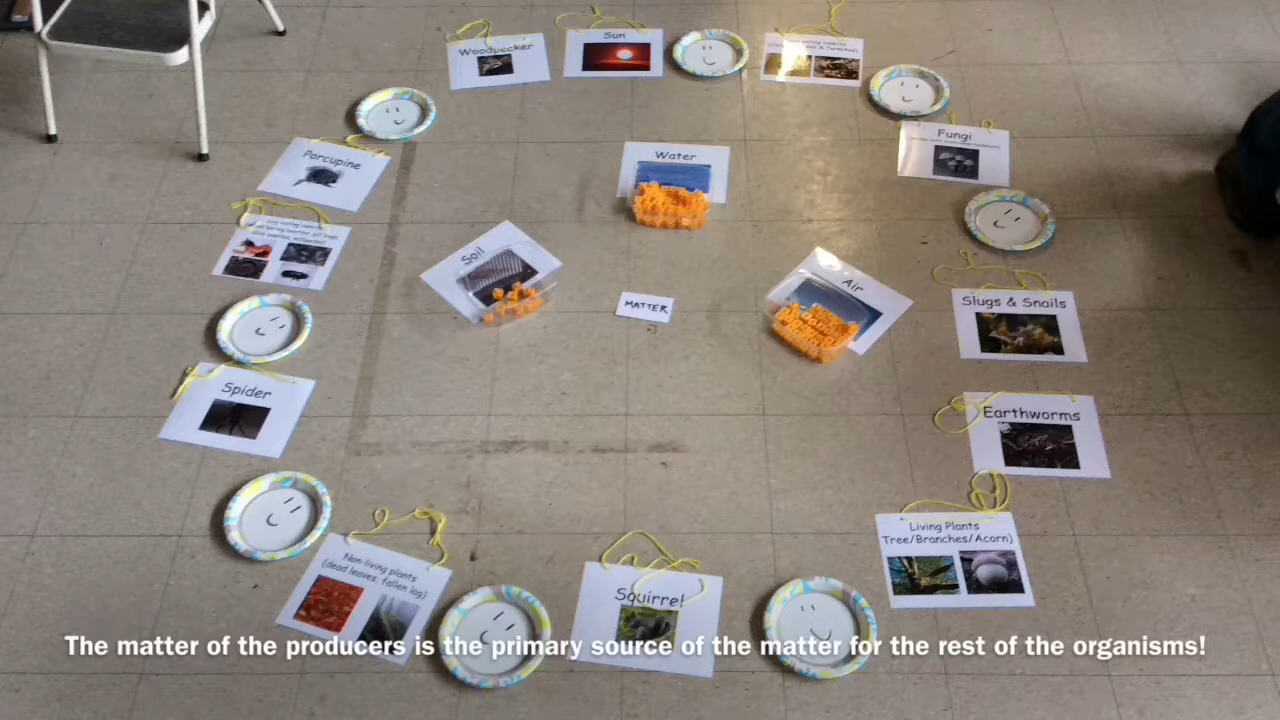 Woodpecker
Sun
Water
Fungi
Porcupine
Soil
Air
MATTER
Slugs & Snails
Spider
Earthworms
Living Plants
Tree/Branches/Acorn)
Non-living plants
(dead leaves, fallen log)
Squirrel
The matter of the producers is the primary source of the matter for the rest of the organisms!